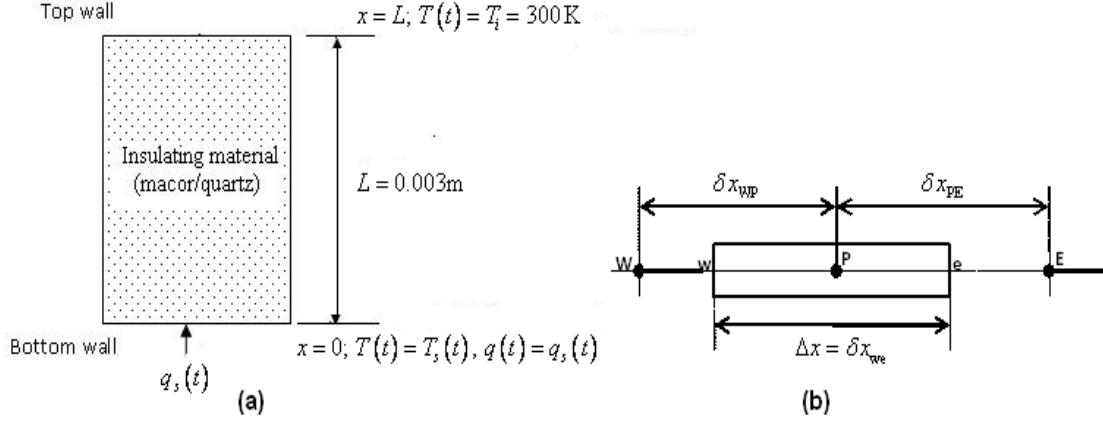 Top wall
x = L; T(t) = T_i = 300 K
Insulating material
(macor/quartz)
L = 0.003m
Bottom wall
x = 0; T(t) = T_s(t), q(t) = q_s(t)
q_s(t)
(a)
δx_WP
δx_PE
W
w
P
e
E
Δx = δx_we
(b)